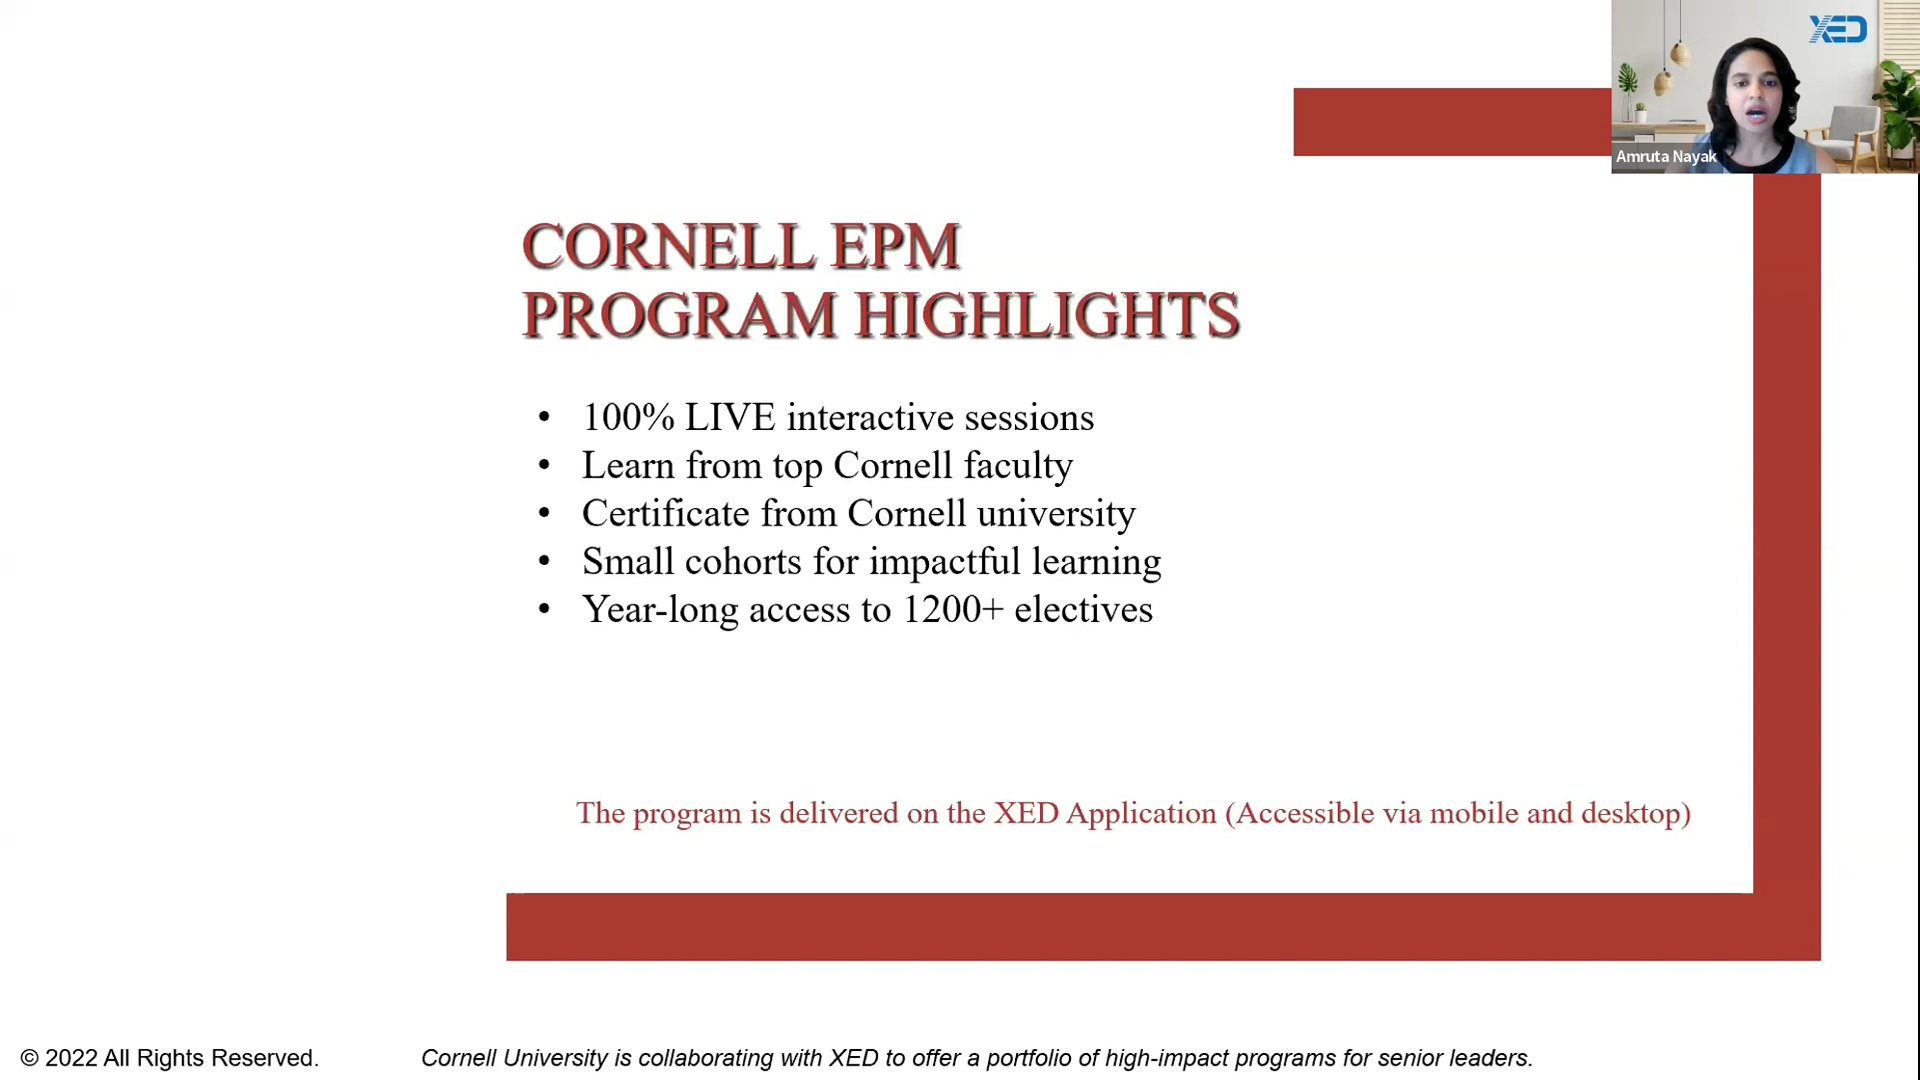 XED
Amruta Nayak
CORNELL EPM
PROGRAM HIGHLIGHTS
• 100% LIVE interactive sessions
• Learn from top Cornell faculty
• Certificate from Cornell university
• Small cohorts for impactful learning
• Year-long access to 1200+ electives
The program is delivered on the XED Application (Accessible via mobile and desktop)
© 2022 All Rights Reserved.
Cornell University is collaborating with XED to offer a portfolio of high-impact programs for senior leaders.